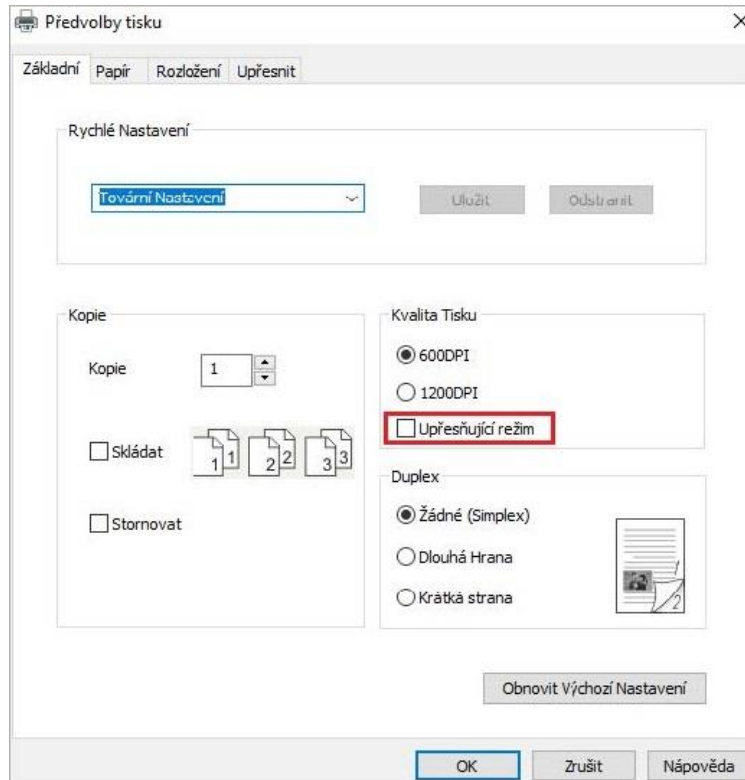 Předvolby tisku
Základní Papír Rozložení Upřesnit
Rychlé Nastavení
Tovární Nastavení
Uložit Odstranit
Kopie
Kopie 1
Skládat 1 1 2 2 3 3
Stornovat
Kvalita Tisku
600DPI
1200DPI
Upřesňující režim
Duplex
Žádné (Simplex)
Dlouhá Hrana
Krátká strana
1
2
Obnovit Výchozí Nastavení
OK Zrušit Nápověda